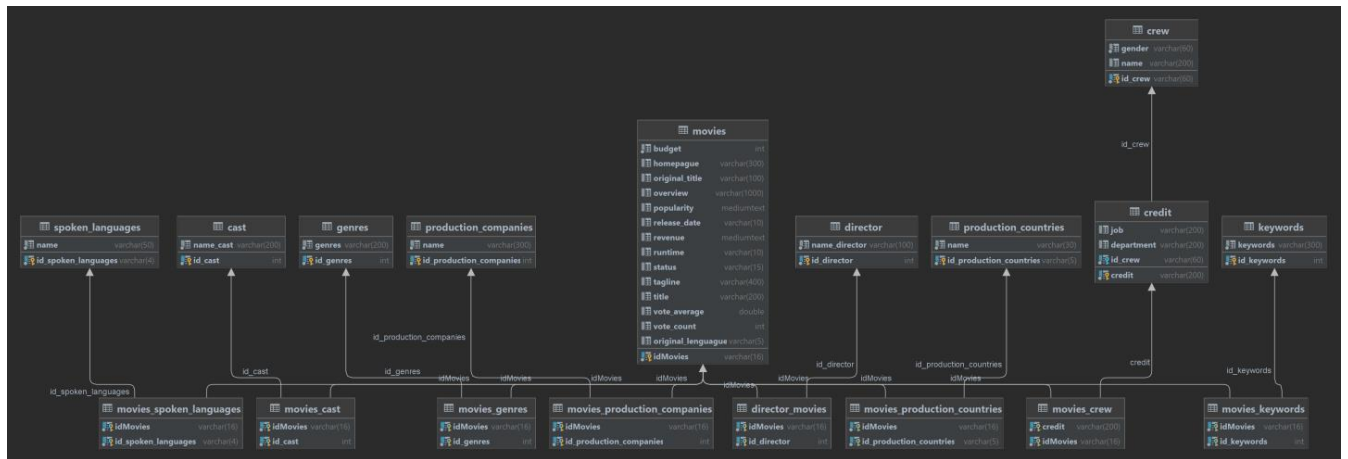 crew
gender varchar(60)
name varchar(200)
id_crew varchar(60)
id_crew
movies
budget int
homepague varchar(300)
original_title varchar(100)
overview varchar(1000)
popularity mediumtext
release_date varchar(10)
revenue mediumtext
runtime varchar(10)
status varchar(15)
tagline varchar(400)
title varchar(200)
vote_average double
vote_count int
original_lenguague varchar(5)
idMovies varchar(16)
spoken_languages
name varchar(50)
id_spoken_languages varchar(4)
cast
name_cast varchar(200)
id_cast int
genres
genres varchar(200)
id_genres int
production_companies
name varchar(300)
id_production_companies int
director
name_director varchar(100)
id_director int
production_countries
name varchar(30)
id_production_countries varchar(5)
credit
job varchar(200)
department varchar(200)
id_crew varchar(60)
credit varchar(200)
keywords
keywords varchar(300)
id_keywords int
id_production_companies
id_spoken_languages
id_cast
id_genres
idMovies
idMovies
idMovies
idMovies
idMovies
id_director
idMovies
id_production_countries
idMovies
credit
id_keywords
movies_spoken_languages
idMovies varchar(16)
id_spoken_languages varchar(4)
movies_cast
idMovies varchar(16)
id_cast int
movies_genres
idMovies varchar(16)
id_genres int
movies_production_companies
idMovies varchar(16)
id_production_companies int
director_movies
idMovies varchar(16)
id_director int
movies_production_countries
idMovies varchar(16)
id_production_countries varchar(5)
movies_crew
credit varchar(200)
idMovies varchar(16)
movies_keywords
idMovies varchar(16)
id_keywords int